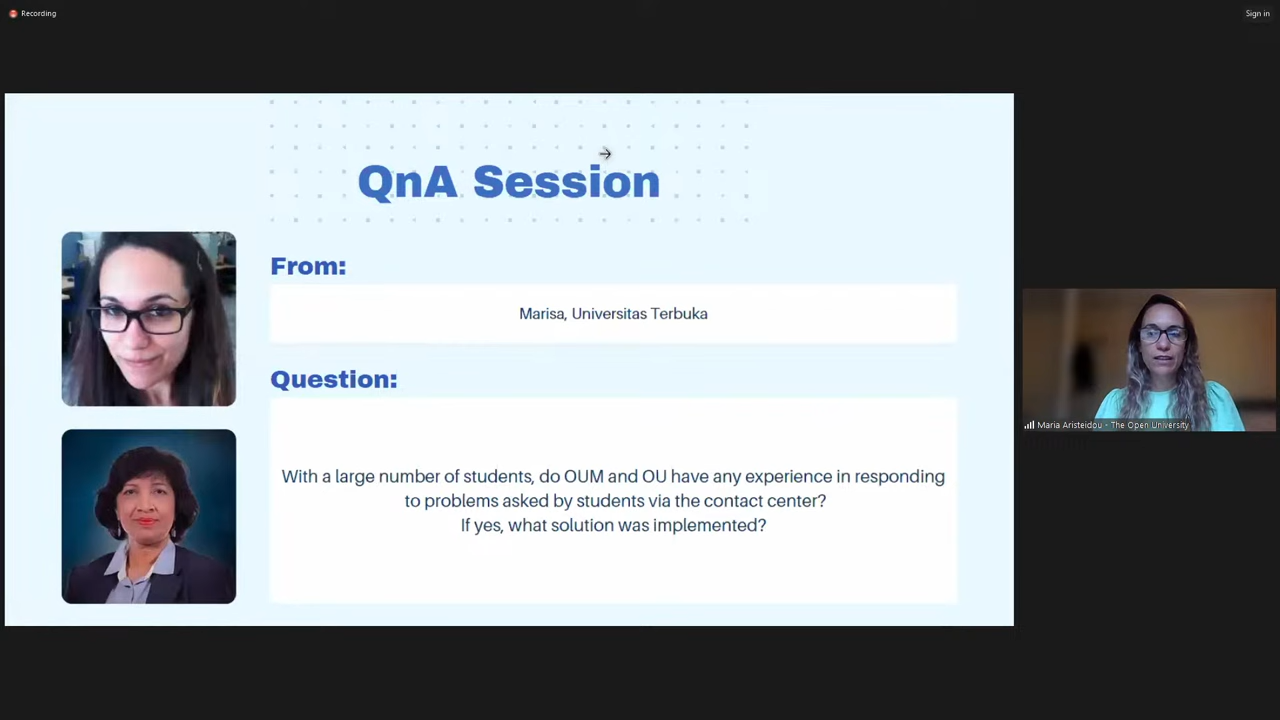 Recording
Sign in
QnA Session
From:
Marisa, Universitas Terbuka
Question:
With a large number of students, do OUM and OU have any experience in responding
to problems asked by students via the contact center?
If yes, what solution was implemented?
Maria Aristeidou - The Open University